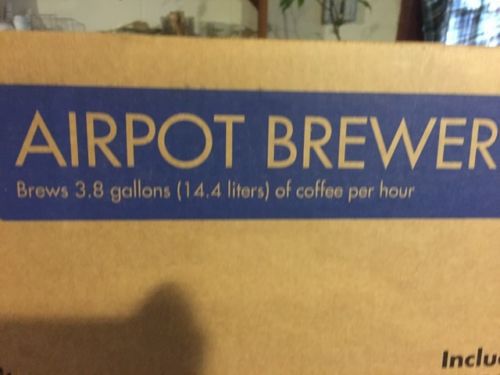 AIRPOT BREWER
Brews 3.8 gallons (14.4 liters) of coffee per hour